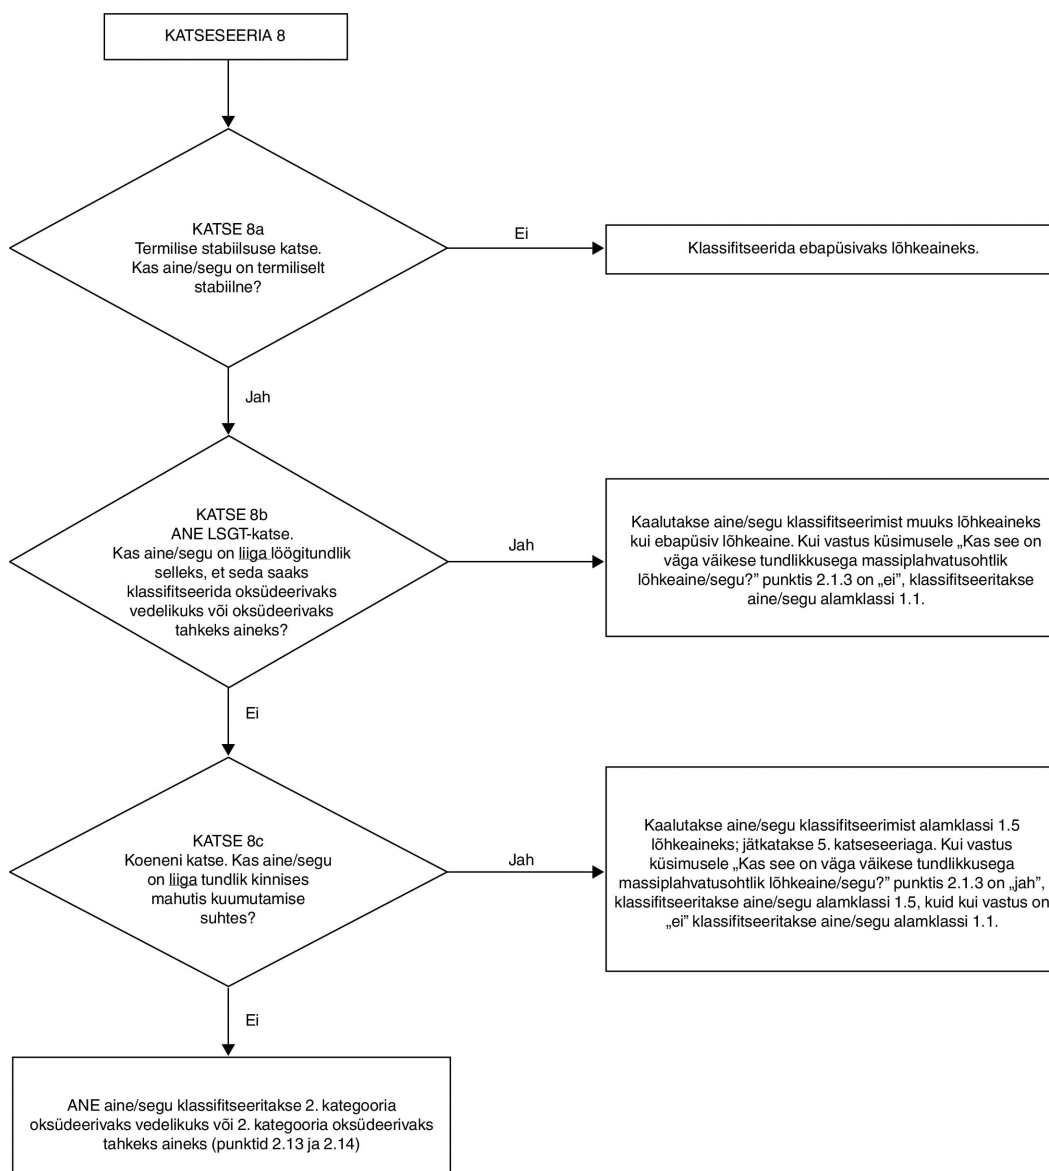 KATSESEERIA 8
KATSE 8a
Termilise stabiilsuse katse.
Kas aine/segu on termiliselt
stabiilne?
Ei
Klassifitseerida ebapüsivaks lõhkeaineks.
Jah
KATSE 8b
ANE LSGT-katse.
Kas aine/segu on liiga löögitundlik
selleks, et seda saaks
klassifitseerida oksüdeerivaks
vedelikuks või oksüdeerivaks
tahkeks aineks?
Jah
Kaalutakse aine/segu klassifitseerimist muuks lõhkeaineks
kui ebapüsiv lõhkeaine. Kui vastus küsimusele „Kas see on
väga väikese tundlikkusega massiplahvatusohtlik
lõhkeaine/segu?” punktis 2.1.3 on „ei”, klassifitseeritakse
aine/segu alamklassi 1.1.
Ei
KATSE 8c
Koeneni katse. Kas aine/segu
on liiga tundlik kinnises
mahutis kuumutamise
suhtes?
Jah
Kaalutakse aine/segu klassifitseerimist alamklassi 1.5
lõhkeaineks; jätkatakse 5. katseseeriaga. Kui vastus
küsimusele „Kas see on väga väikese tundlikkusega
massiplahvatusohtlik lõhkeaine/segu?” punktis 2.1.3 on „jah”,
klassifitseeritakse aine/segu alamklassi 1.5, kuid kui vastus on
„ei” klassifitseeritakse aine/segu alamklassi 1.1.
Ei
ANE aine/segu klassifitseeritakse 2. kategooria
oksüdeerivaks vedelikuks või 2. kategooria oksüdeerivaks
tahkeks aineks (punktid 2.13 ja 2.14)